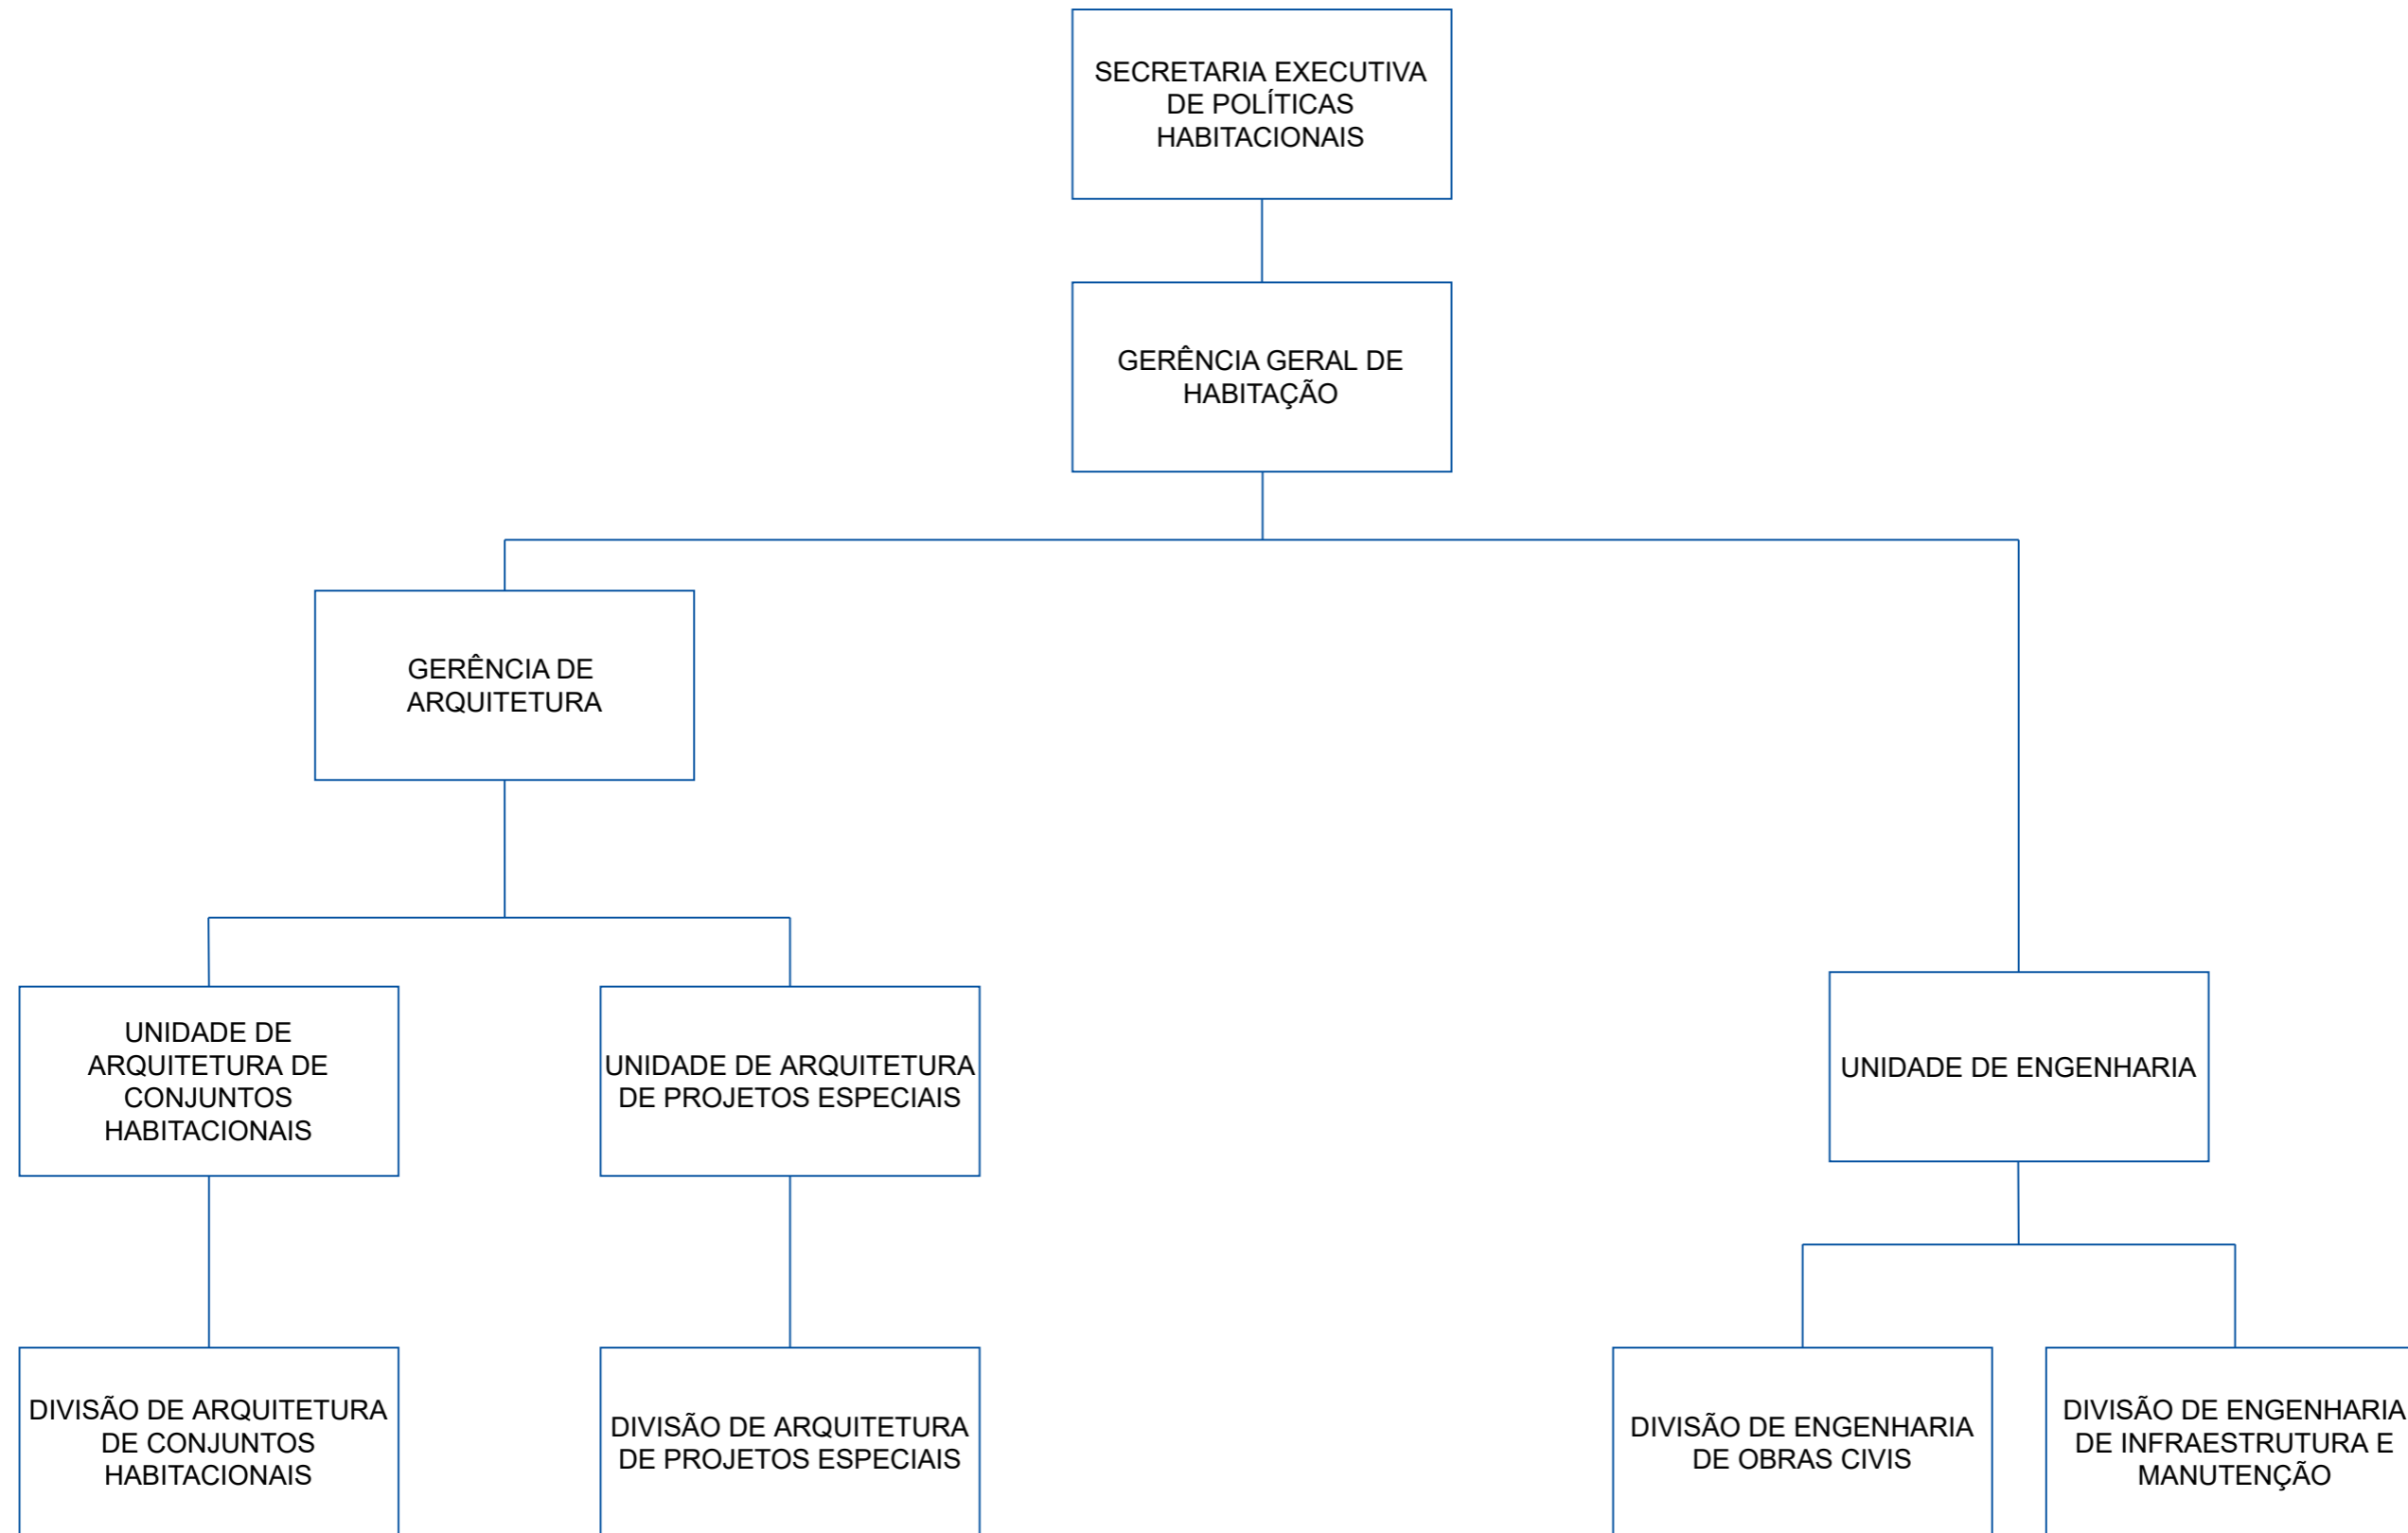 SECRETARIA EXECUTIVA
DE POLÍTICAS
HABITACIONAIS
GERÊNCIA GERAL DE
HABITAÇÃO
GERÊNCIA DE
ARQUITETURA
UNIDADE DE
ARQUITETURA DE
CONJUNTOS
HABITACIONAIS
UNIDADE DE ARQUITETURA
DE PROJETOS ESPECIAIS
UNIDADE DE ENGENHARIA
DIVISÃO DE ARQUITETURA
DE CONJUNTOS
HABITACIONAIS
DIVISÃO DE ARQUITETURA
DE PROJETOS ESPECIAIS
DIVISÃO DE ENGENHARIA
DE OBRAS CIVIS
DIVISÃO DE ENGENHARIA
DE INFRAESTRUTURA E
MANUTENÇÃO